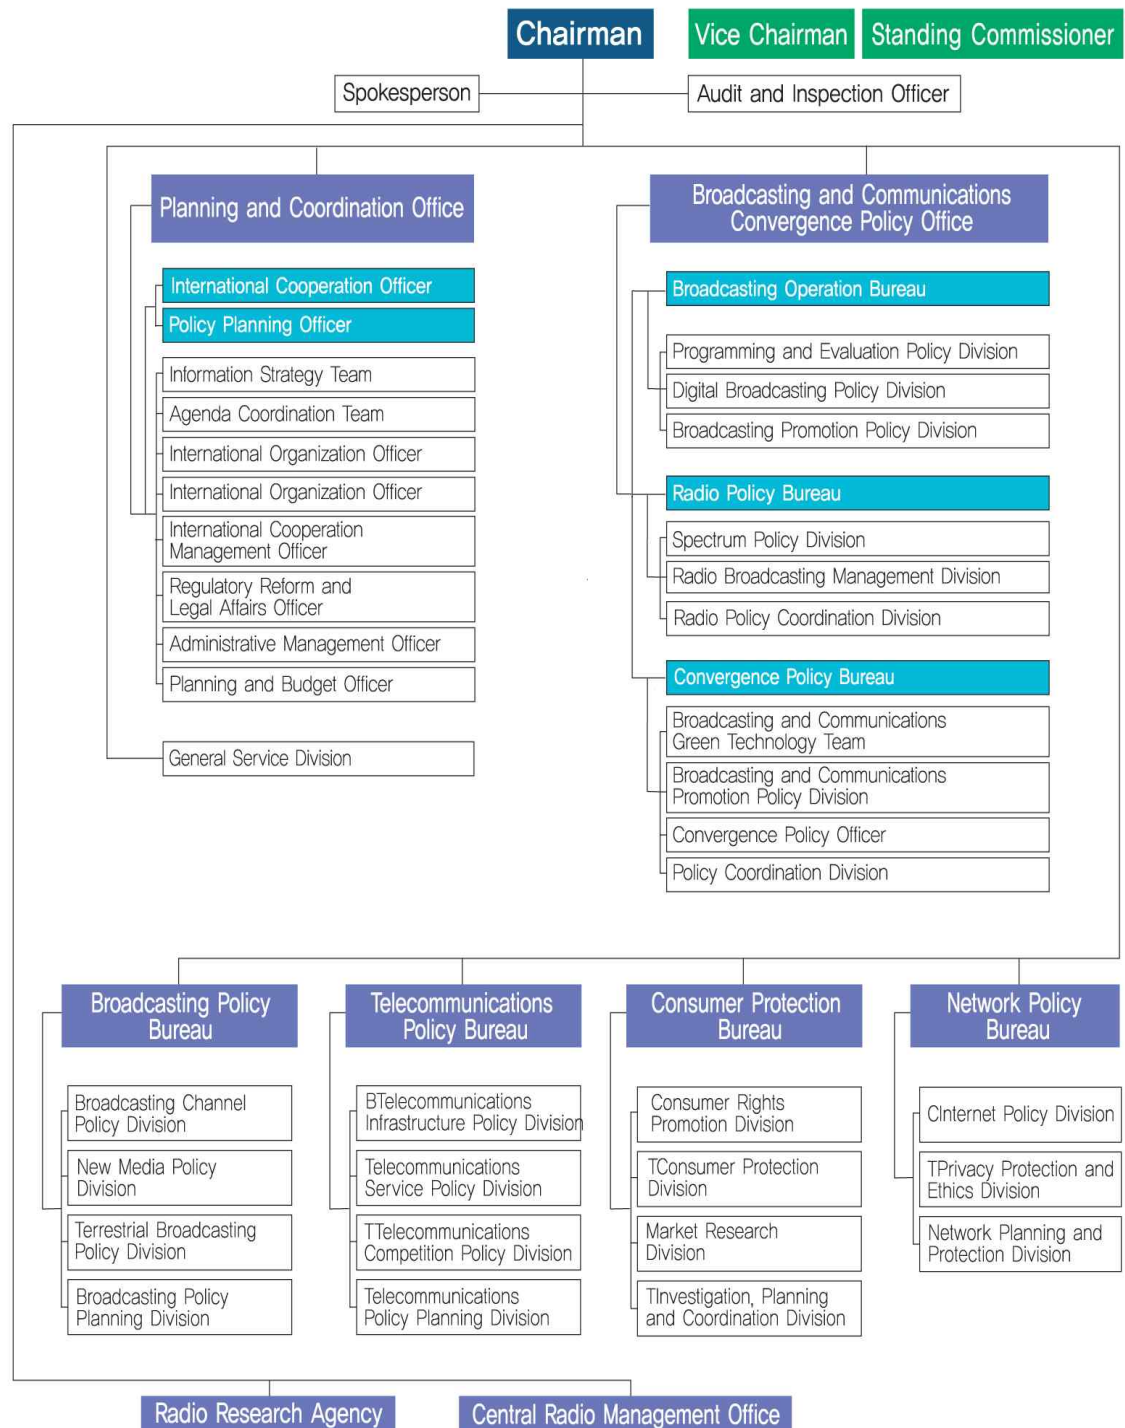 Chairman
Vice Chairman
Standing Commissioner
Spokesperson
Audit and Inspection Officer
Planning and Coordination Office
International Cooperation Officer
Policy Planning Officer
Information Strategy Team
Agenda Coordination Team
International Organization Officer
International Organization Officer
International Cooperation
Management Officer
Regulatory Reform and
Legal Affairs Officer
Administrative Management Officer
Planning and Budget Officer
General Service Division
Broadcasting and Communications
Convergence Policy Office
Broadcasting Operation Bureau
Programming and Evaluation Policy Division
Digital Broadcasting Policy Division
Broadcasting Promotion Policy Division
Radio Policy Bureau
Spectrum Policy Division
Radio Broadcasting Management Division
Radio Policy Coordination Division
Convergence Policy Bureau
Broadcasting and Communications
Green Technology Team
Broadcasting and Communications
Promotion Policy Division
Convergence Policy Officer
Policy Coordination Division
Broadcasting Policy
Bureau
Broadcasting Channel
Policy Division
New Media Policy
Division
Terrestrial Broadcasting
Policy Division
Broadcasting Policy
Planning Division
Telecommunications
Policy Bureau
BTelecommunications
Infrastructure Policy Division
Telecommunications
Service Policy Division
TTelecommunications
Competition Policy Division
Telecommunications
Policy Planning Division
Consumer Protection
Bureau
Consumer Rights
Promotion Division
TConsumer Protection
Division
Market Research
Division
TInvestigation, Planning
and Coordination Division
Network Policy
Bureau
CInternet Policy Division
TPrivacy Protection and
Ethics Division
Network Planning and
Protection Division
Radio Research Agency
Central Radio Management Office